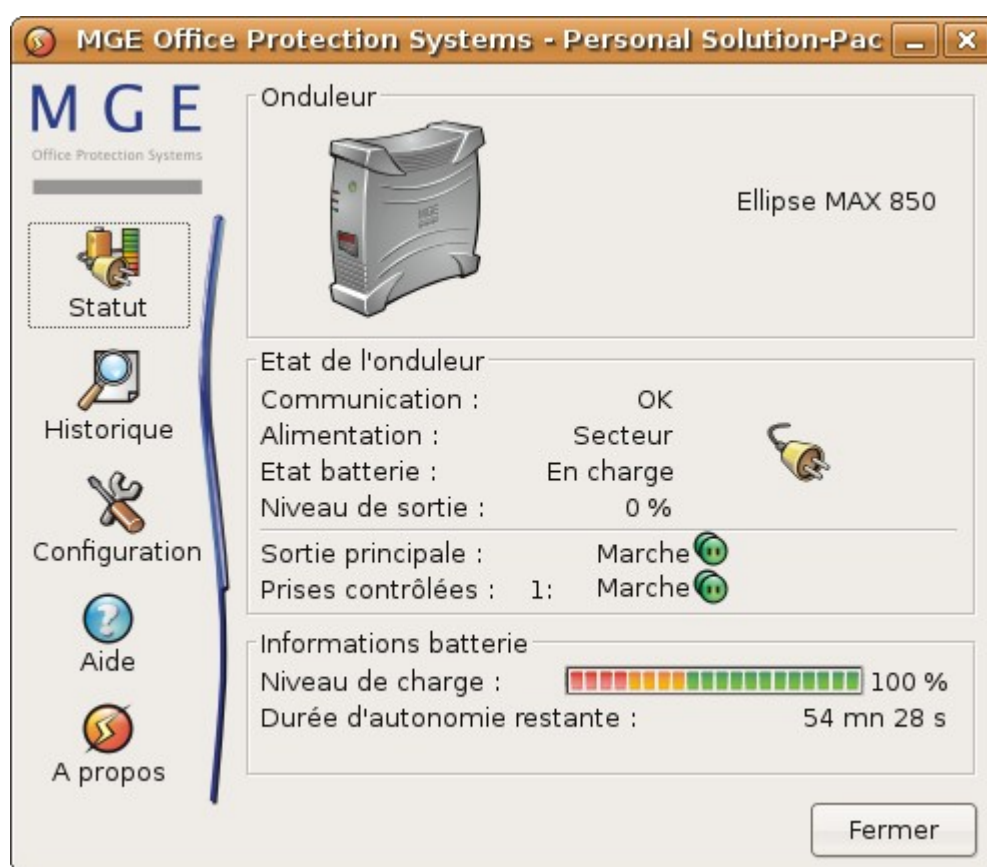 MGE Office Protection Systems - Personal Solution-Pac
M G E
Office Protection Systems
Statut
Historique
Configuration
Aide
A propos
Onduleur
MGE
Ellipse MAX 850
Etat de l'onduleur
Communication : OK
Alimentation : Secteur
Etat batterie : En charge
Niveau de sortie : 0 %
Sortie principale : Marche
Prises contrôlées : 1: Marche
Informations batterie
Niveau de charge : 100 %
Durée d'autonomie restante : 54 mn 28 s
Fermer